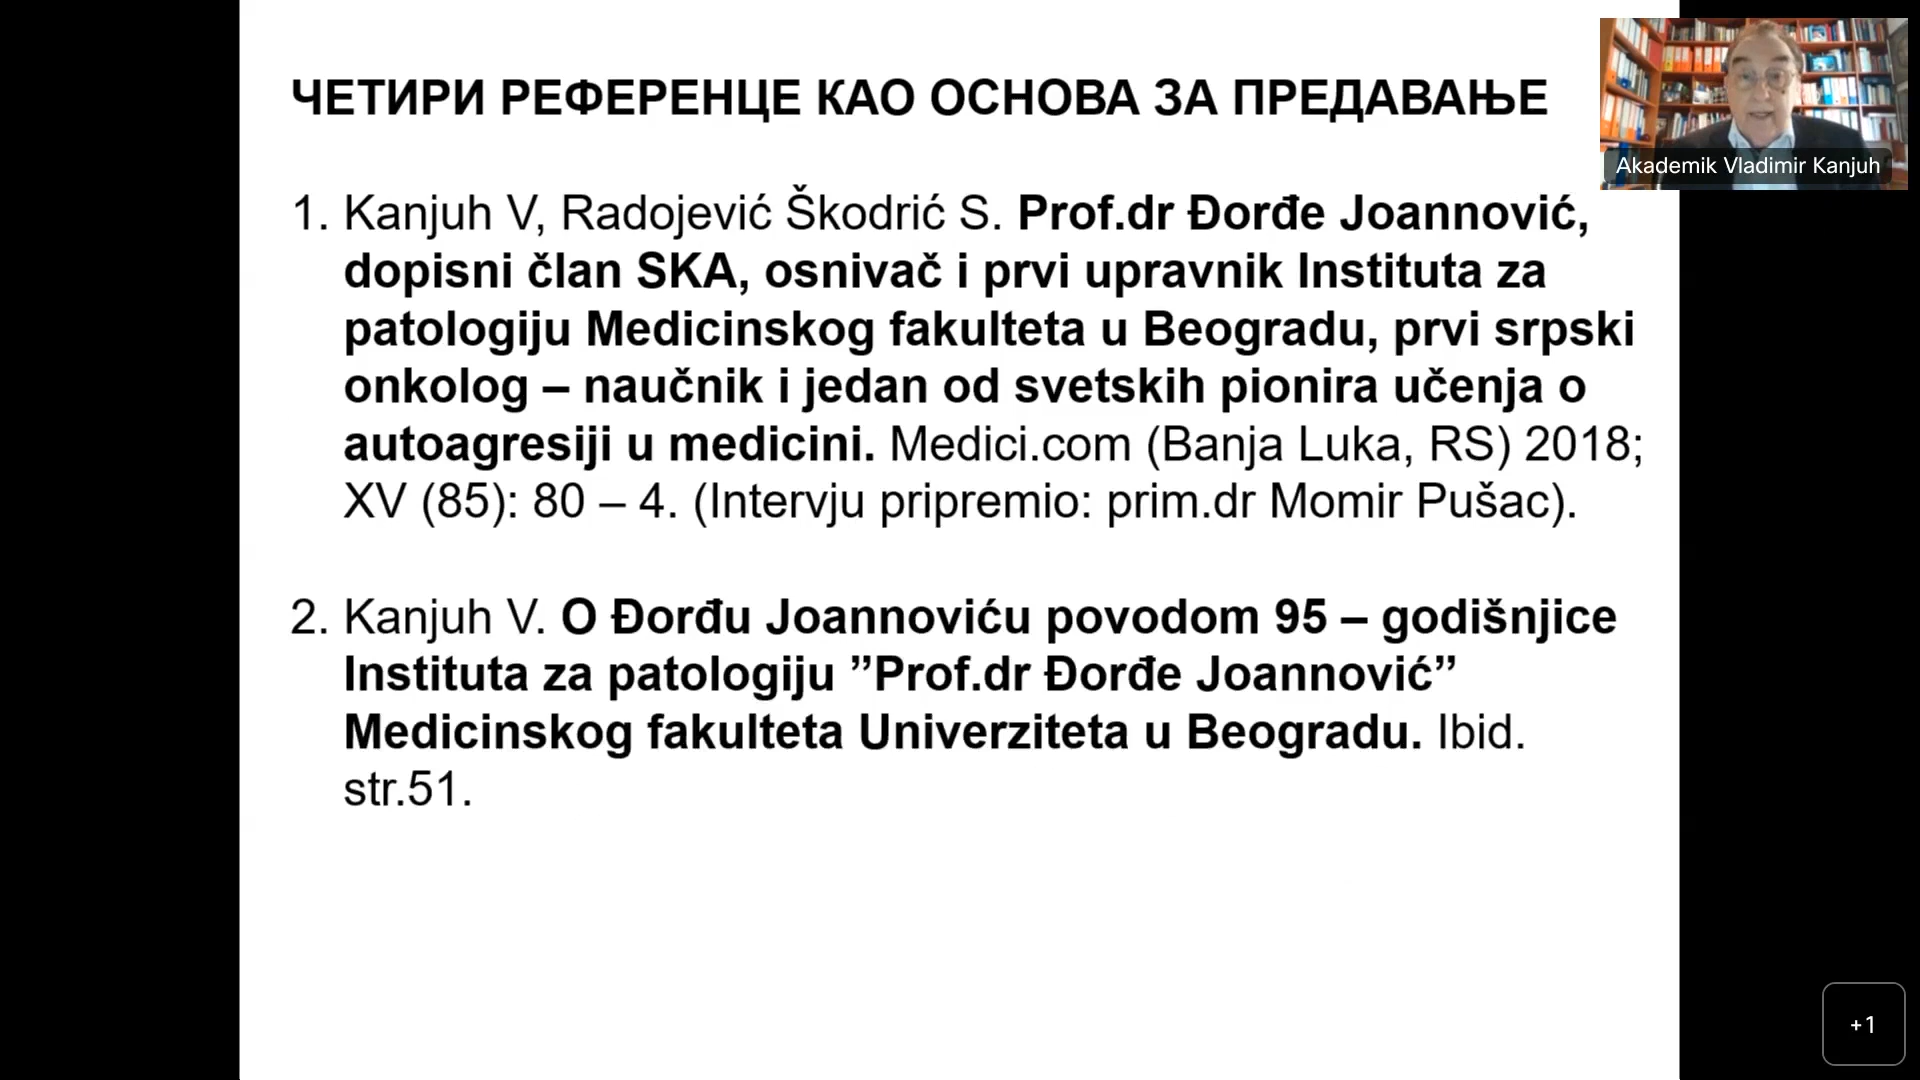 ЧЕТИРИ РЕФЕРЕНЦЕ КАО ОСНОВА ЗА ПРЕДАВАЊЕ
Akademik Vladimir Kanjuh
1. Kanjuh V, Radojević Škodrić S. Prof.dr Đorđe Joannović,
dopisni član SKA, osnivač i prvi upravnik Instituta za
patologiju Medicinskog fakulteta u Beogradu, prvi srpski
onkolog – naučnik i jedan od svetskih pionira učenja o
autoagresiji u medicini. Medici.com (Banja Luka, RS) 2018;
XV (85): 80 – 4. (Intervju pripremio: prim.dr Momir Pušac).
2. Kanjuh V. O Đorđu Joannoviću povodom 95 – godišnjice
Instituta za patologiju ”Prof.dr Đorđe Joannović”
Medicinskog fakulteta Univerziteta u Beogradu. Ibid.
str.51.
+1